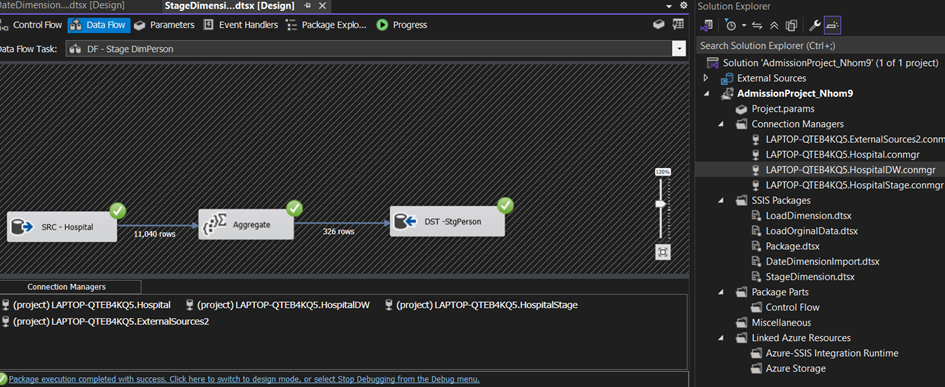 DateDimension....dtsx [Design]
StageDimensi...dtsx [Design]
Control Flow
Data Flow
Parameters
Event Handlers
Package Explo...
Progress
Data Flow Task:
DF - Stage DimPerson
120%
SRC - Hospital
11,040 rows
Aggregate
326 rows
DST -StgPerson
Connection Managers
(project) LAPTOP-QTEB4KQ5.Hospital
(project) LAPTOP-QTEB4KQ5.HospitalDW
(project) LAPTOP-QTEB4KQ5.HospitalStage
(project) LAPTOP-QTEB4KQ5.ExternalSources2
Package execution completed with success. Click here to switch to design mode, or select Stop Debugging from the Debug menu.
Solution Explorer
Search Solution Explorer (Ctrl+;)
Solution 'AdmissionProject_Nhom9' (1 of 1 project)
External Sources
AdmissionProject_Nhom9
Project.params
Connection Managers
LAPTOP-QTEB4KQ5.ExternalSources2.conm
LAPTOP-QTEB4KQ5.Hospital.conmgr
LAPTOP-QTEB4KQ5.HospitalDW.conmgr
LAPTOP-QTEB4KQ5.HospitalStage.conmgr
SSIS Packages
LoadDimension.dtsx
LoadOrginalData.dtsx
Package.dtsx
DateDimensionImport.dtsx
StageDimension.dtsx
Package Parts
Control Flow
Miscellaneous
Linked Azure Resources
Azure-SSIS Integration Runtime
Azure Storage